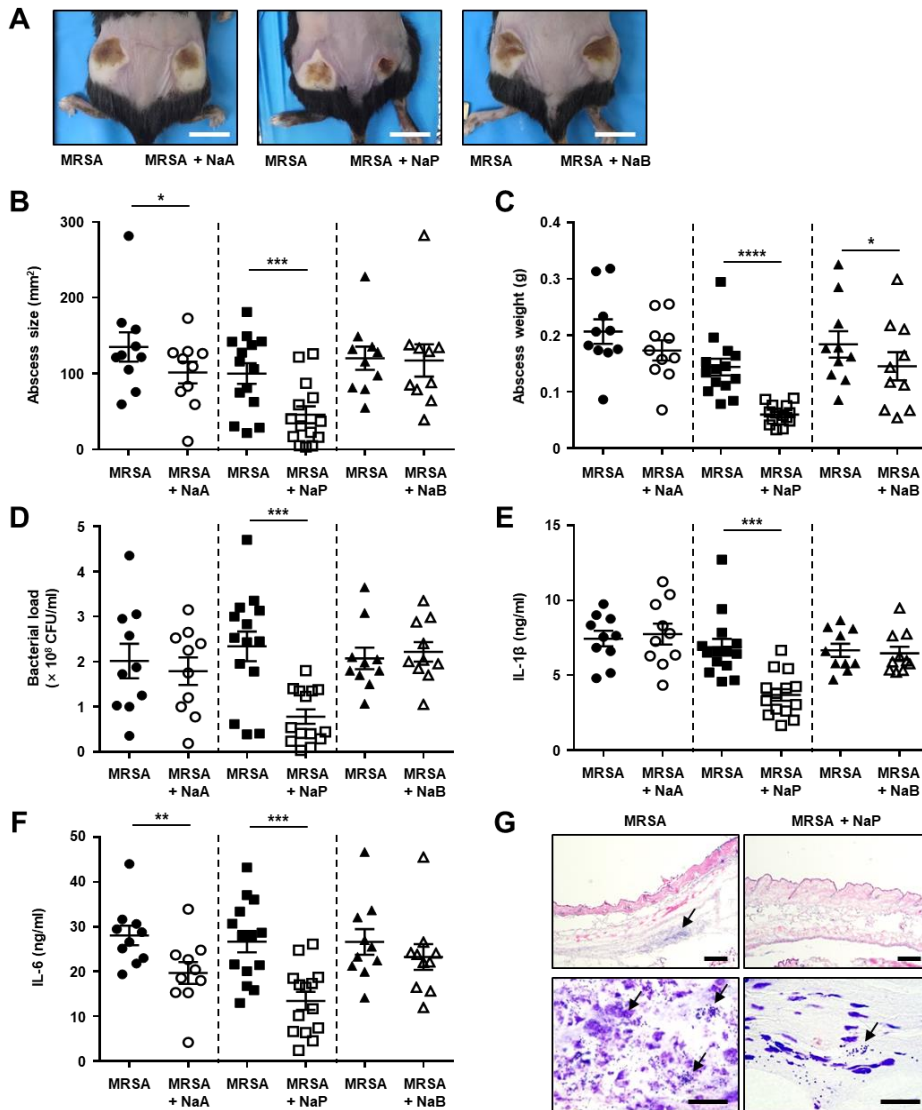 A
MRSA MRSA + NaA MRSA MRSA + NaP MRSA MRSA + NaB
B
*
***
Abscess size (mm²)
300
200
100
0
MRSA MRSA + NaA MRSA MRSA + NaP MRSA MRSA + NaB
C
****
*
Abscess weight (g)
0.4
0.3
0.2
0.1
0.0
MRSA MRSA + NaA MRSA MRSA + NaP MRSA MRSA + NaB
D
***
Bacterial load
(× 10⁸ CFU/ml)
5
4
3
2
1
0
MRSA MRSA + NaA MRSA MRSA + NaP MRSA MRSA + NaB
E
***
IL-1β (ng/ml)
15
10
5
0
MRSA MRSA + NaA MRSA MRSA + NaP MRSA MRSA + NaB
F
**
***
IL-6 (ng/ml)
50
40
30
20
10
0
MRSA MRSA + NaA MRSA MRSA + NaP MRSA MRSA + NaB
G
MRSA MRSA + NaP